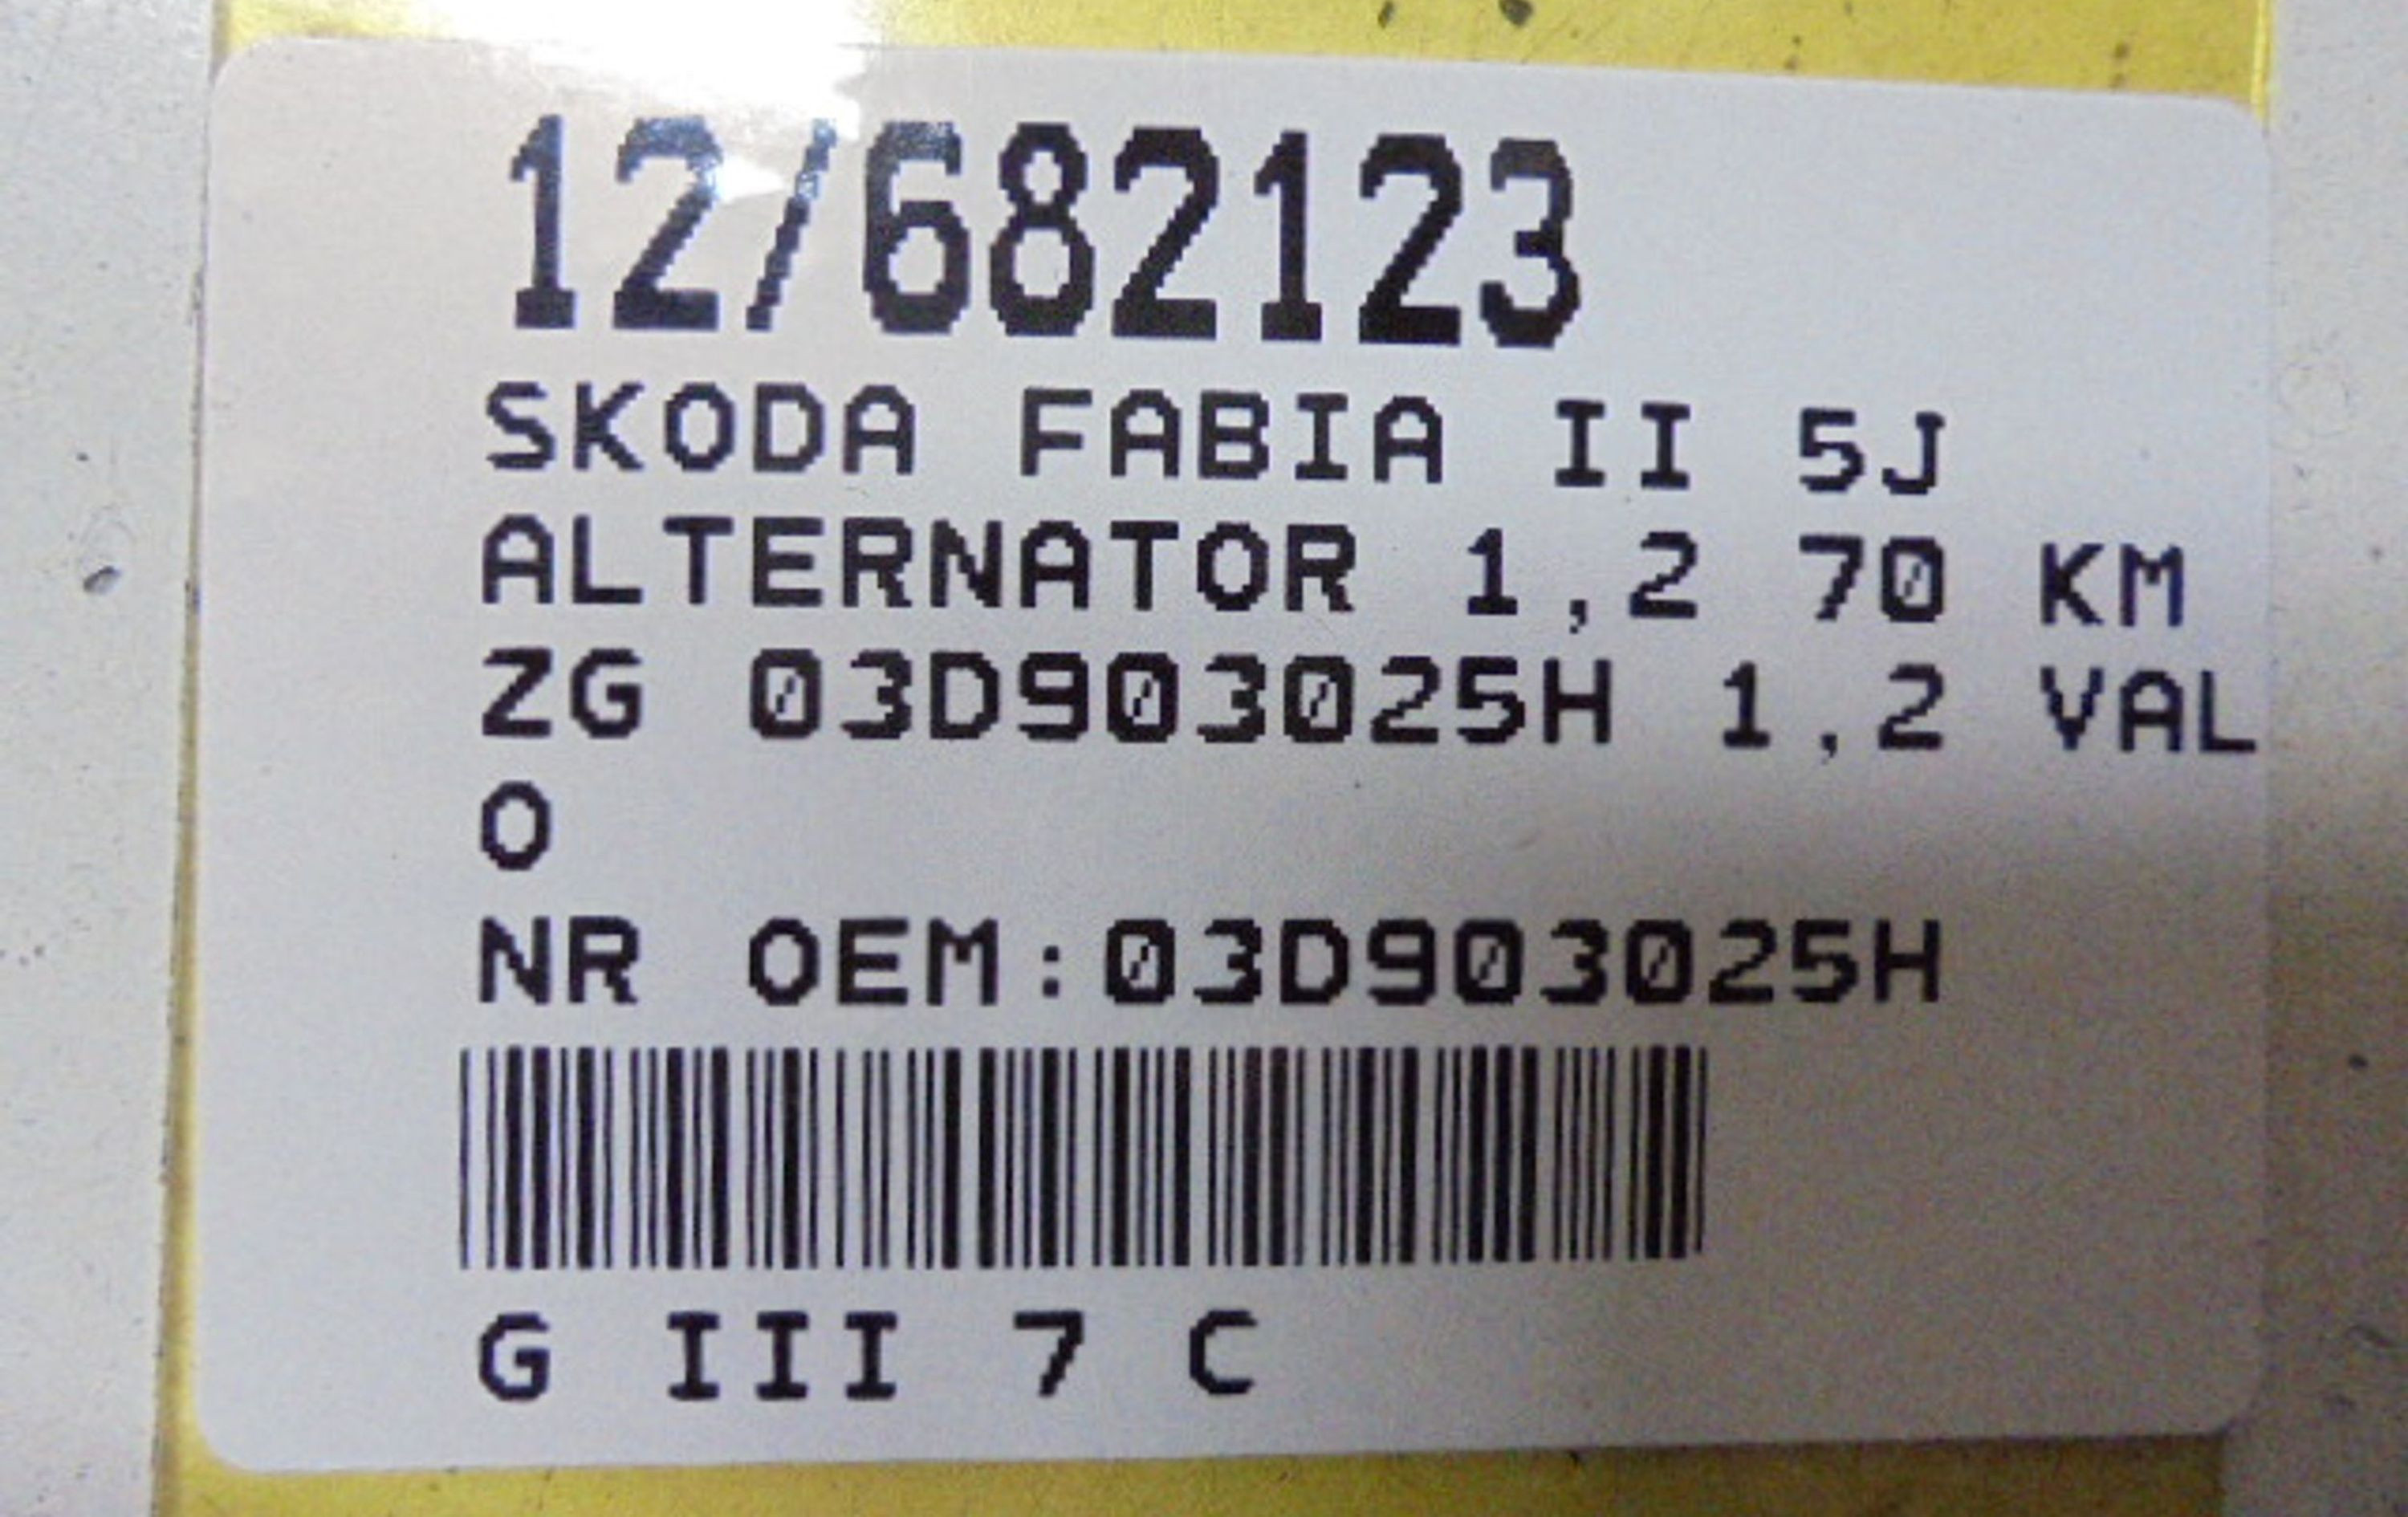 12/682123
SKODA FABIA II 5J
ALTERNATOR 1,2 70 KM
ZG 03D903025H 1,2 VAL
O
NR OEM:03D903025H
G III 7 C